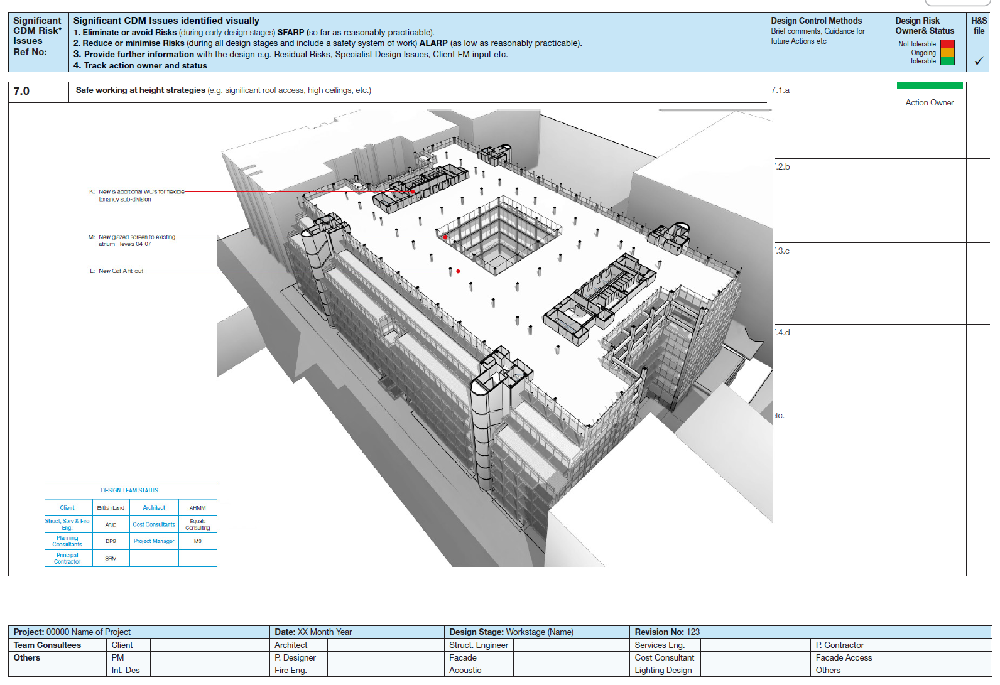 Significant
CDM Risk*
Issues
Ref No:
Significant CDM Issues identified visually
1. Eliminate or avoid Risks (during early design stages) SFARP (so far as reasonably practicable).
2. Reduce or minimise Risks (during all design stages and include a safety system of work) ALARP (as low as reasonably practicable).
3. Provide further information with the design e.g. Residual Risks, Specialist Design Issues, Client FM input etc.
4. Track action owner and status
Design Control Methods
Brief comments, Guidance for
future Actions etc
Design Risk
Owner& Status
Not tolerable
Ongoing
Tolerable
H&S
file
✓
7.0
Safe working at height strategies (e.g. significant roof access, high ceilings, etc.)
7.1.a
Action Owner
.2.b
.3.c
.4.d
tc.
K: New & additional WC's for flexible
tenancy sub-division
M: New glazed screen to existing
atrium - levels 04-07
L: New Cat A fit-out
DESIGN TEAM STATUS
Client British Land Architect AHMM
Struct, Serv & Fire
Eng. Arup Cost Consultants Equals
Consulting
Planning
Consultants DP9 Project Manager M3
Principal
Contractor SRM
Project: 00000 Name of Project Date: XX Month Year Design Stage: Workstage (Name) Revision No: 123
Team Consultees Client Architect Struct. Engineer Services Eng. P. Contractor
Others PM P. Designer Facade Cost Consultant Facade Access
Int. Des Fire Eng. Acoustic Lighting Design Others